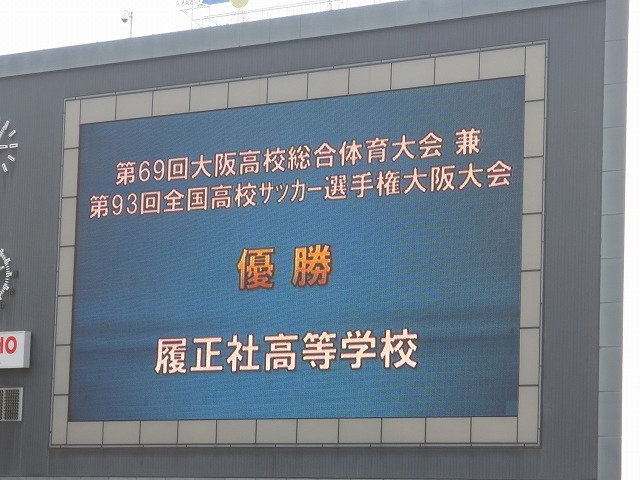 第69回大阪高校総合体育大会 兼
第93回全国高校サッカー選手権大阪大会
優勝
履正社高等学校
HO